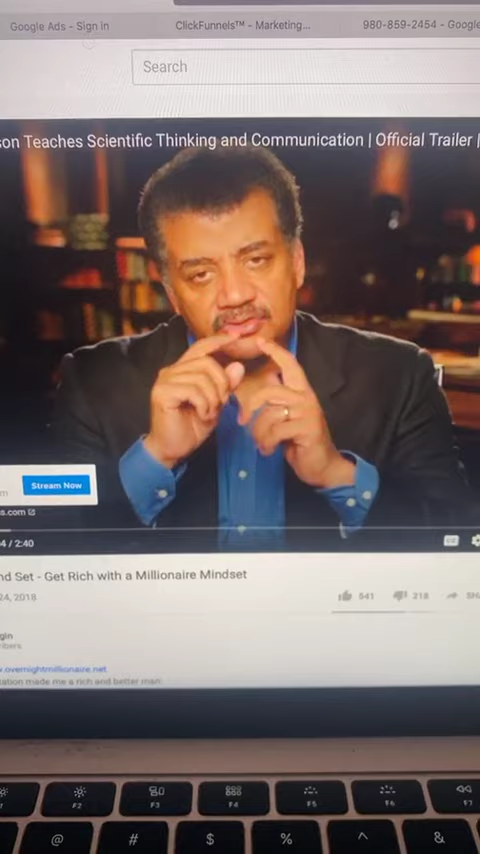 Google Ads - Sign in
ClickFunnels™ - Marketing...
980-859-2454 - Google
Search
son Teaches Scientific Thinking and Communication | Official Trailer |
Stream Now
s.com
4 / 2:40
CC
nd Set - Get Rich with a Millionaire Mindset
24, 2018
541
218
gin
.overnightmillionaire.net
tation made me a rich and better man:
F2
F3
F4
F5
F6
F7
@
#
$
%
^
&